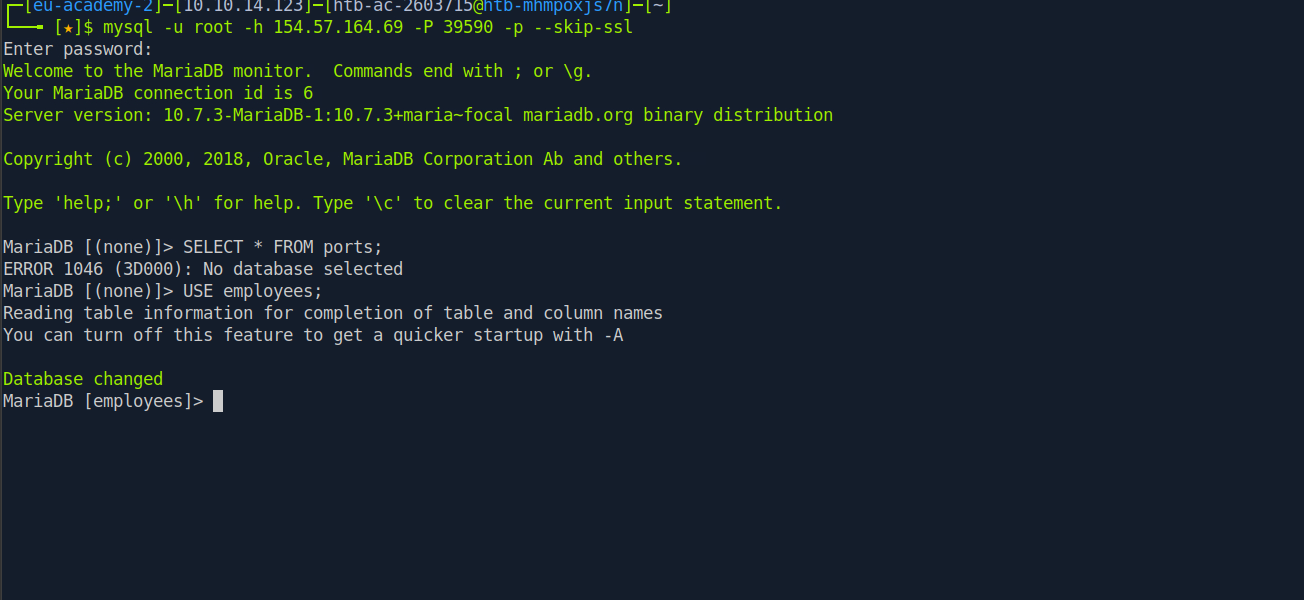 ┌─[eu-academy-2]─[10.10.14.123]─[htb-ac-2603715@htb-mhmpoxjs7n]─[~]
└──╼ [★]$ mysql -u root -h 154.57.164.69 -P 39590 -p --skip-ssl
Enter password:
Welcome to the MariaDB monitor.  Commands end with ; or \g.
Your MariaDB connection id is 6
Server version: 10.7.3-MariaDB-1:10.7.3+maria~focal mariadb.org binary distribution
Copyright (c) 2000, 2018, Oracle, MariaDB Corporation Ab and others.
Type 'help;' or '\h' for help. Type '\c' to clear the current input statement.
MariaDB [(none)]> SELECT * FROM ports;
ERROR 1046 (3D000): No database selected
MariaDB [(none)]> USE employees;
Reading table information for completion of table and column names
You can turn off this feature to get a quicker startup with -A
Database changed
MariaDB [employees]>